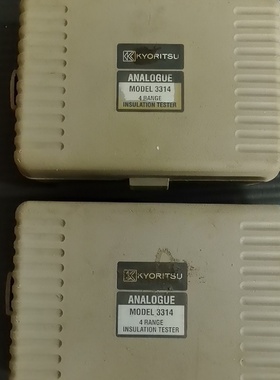 KYORITSU
ANALOGUE
MODEL 3314
4 RANGE
INSULATION TESTER
KYORITSU
ANALOGUE
MODEL 3314
4 RANGE
INSULATION TESTER